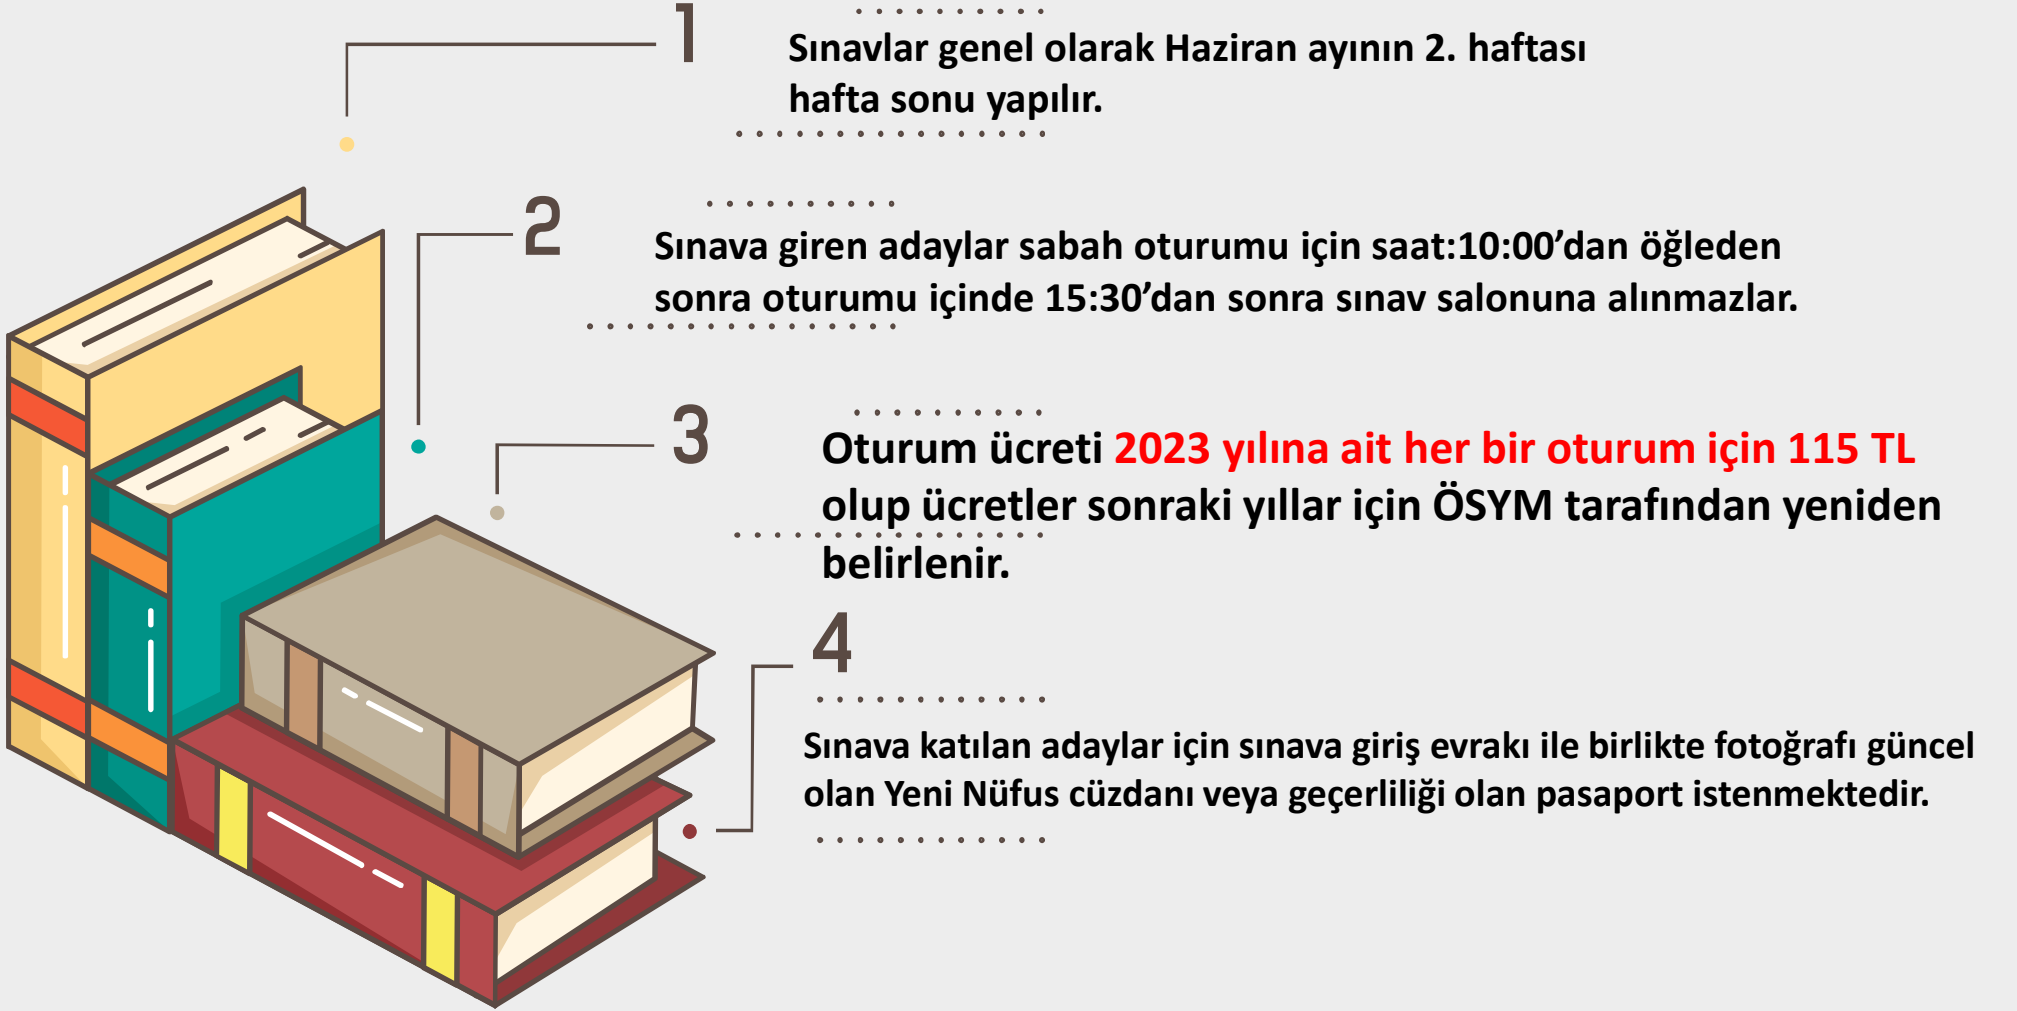 1
Sınavlar genel olarak Haziran ayının 2. haftası
hafta sonu yapılır.
2
Sınava giren adaylar sabah oturumu için saat:10:00’dan öğleden
sonra oturumu içinde 15:30’dan sonra sınav salonuna alınmazlar.
3
Oturum ücreti 2023 yılına ait her bir oturum için 115 TL
olup ücretler sonraki yıllar için ÖSYM tarafından yeniden
belirlenir.
4
Sınava katılan adaylar için sınava giriş evrakı ile birlikte fotoğrafı güncel
olan Yeni Nüfus cüzdanı veya geçerliliği olan pasaport istenmektedir.